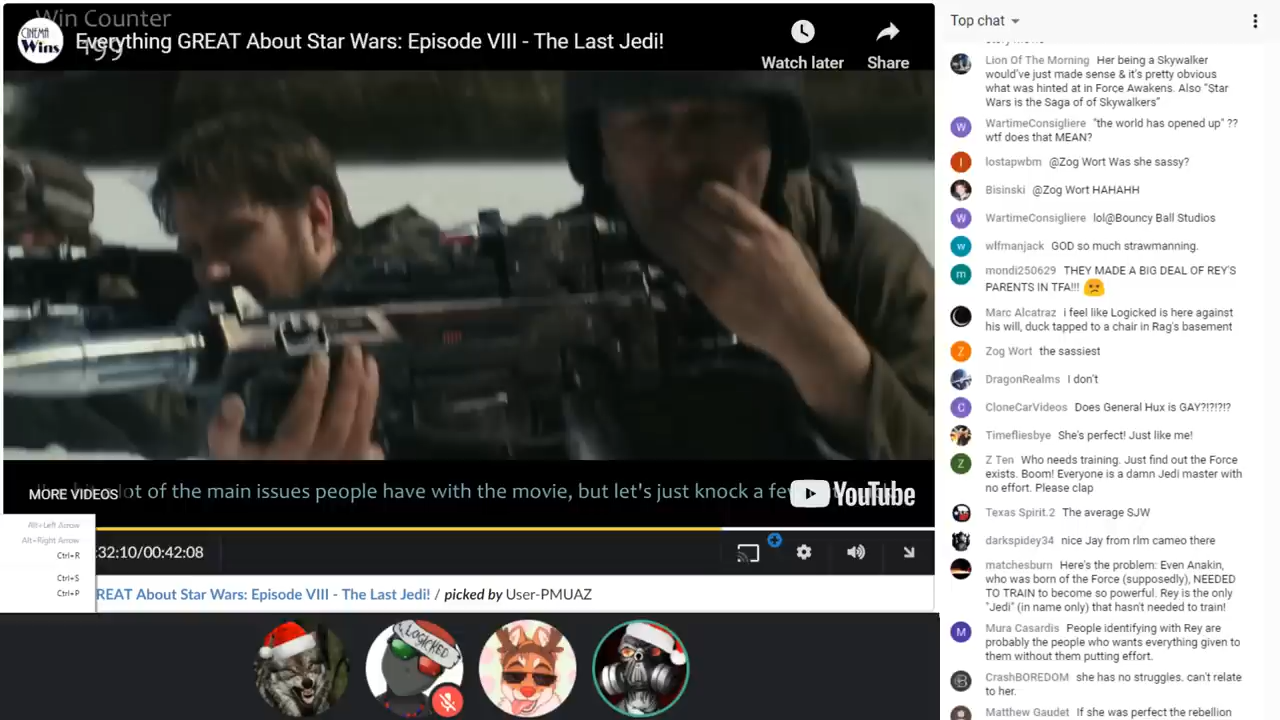 Win Counter
199
CINEMA
Wins
Everything GREAT About Star Wars: Episode VIII - The Last Jedi!
Watch later
Share
MORE VIDEOS
lot of the main issues people have with the movie, but let's just knock a few
YouTube
Alt+Left Arrow
Alt+Right Arrow
Ctrl+R
Ctrl+S
Ctrl+P
:32:10/00:42:08
REAT About Star Wars: Episode VIII - The Last Jedi! / picked by User-PMUAZ
LOGICKED
Top chat
Lion Of The Morning Her being a Skywalker
would've just made sense & it's pretty obvious
what was hinted at in Force Awakens. Also "Star
Wars is the Saga of of Skywalkers"
W
WartimeConsigliere "the world has opened up" ??
wtf does that MEAN?
l
lostapwbm @Zog Wort Was she sassy?
Bisinski @Zog Wort HAHAHH
W
WartimeConsigliere lol@Bouncy Ball Studios
w
wlfmanjack GOD so much strawmanning.
m
mondi250629 THEY MADE A BIG DEAL OF REY'S
PARENTS IN TFA!!!
Marc Alcatraz i feel like Logicked is here against
his will, duck tapped to a chair in Rag's basement
Z
Zog Wort the sassiest
DragonRealms I don't
C
CloneCarVideos Does General Hux is GAY?!?!?!?
Timefliesbye She's perfect! Just like me!
Z
Z Ten Who needs training. Just find out the Force
exists. Boom! Everyone is a damn Jedi master with
no effort. Please clap
Texas Spirit.2 The average SJW
darkspidey34 nice Jay from rlm cameo there
matchesburn Here's the problem: Even Anakin,
who was born of the Force (supposedly), NEEDED
TO TRAIN to become so powerful. Rey is the only
"Jedi" (in name only) that hasn't needed to train!
M
Mura Casardis People identifying with Rey are
probably the people who wants everything given to
them without them putting effort.
CrashBOREDOM she has no struggles. can't relate
to her.
Matthew Gaudet If she was perfect the rebellion